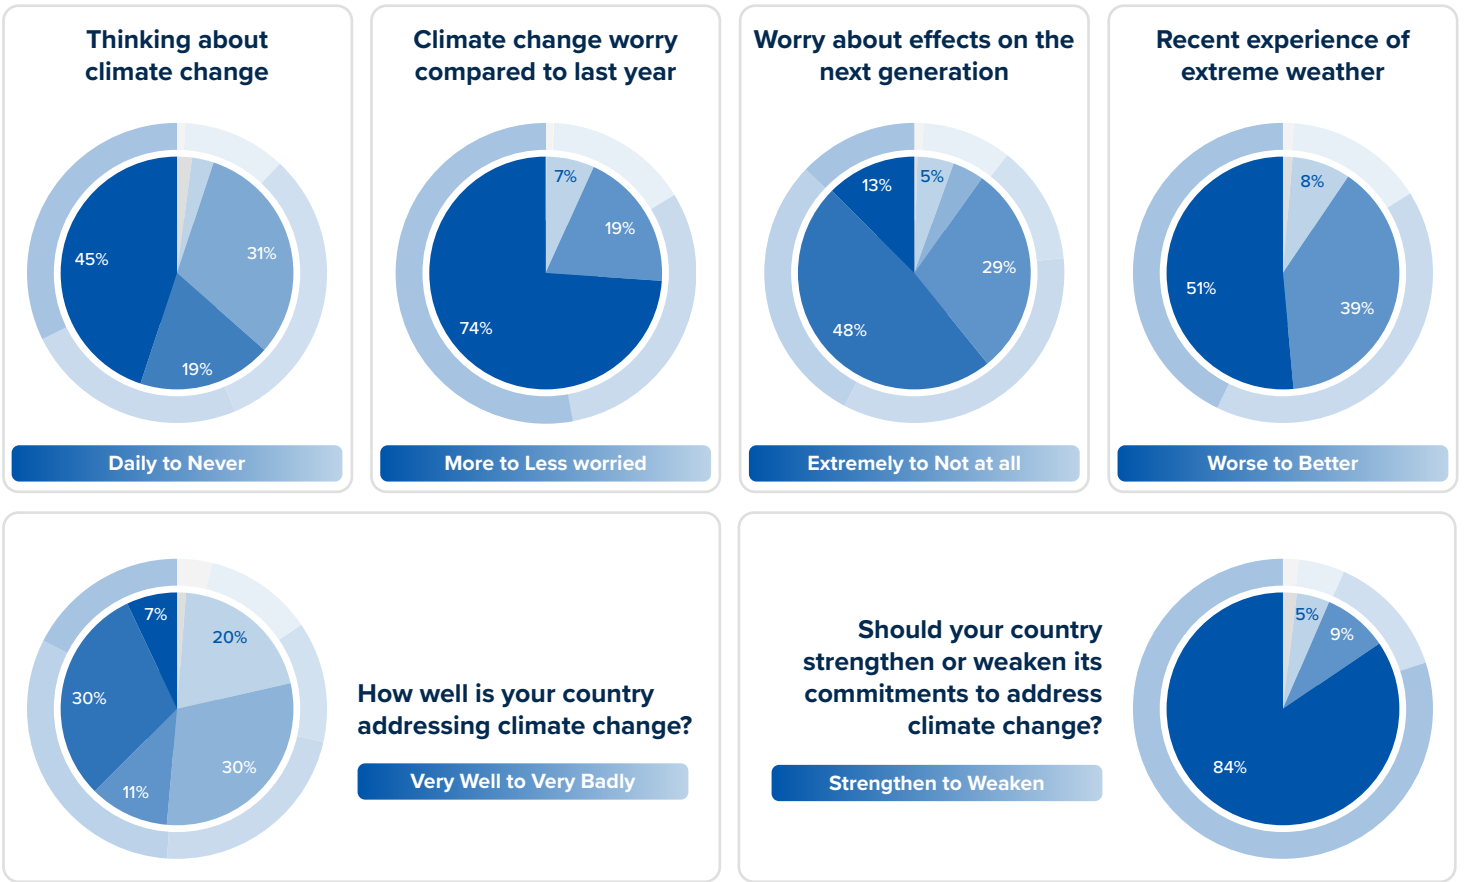 Thinking about
climate change
45%
31%
19%
Daily to Never
Climate change worry
compared to last year
7%
19%
74%
More to Less worried
Worry about effects on the
next generation
13%
5%
29%
48%
Extremely to Not at all
Recent experience of
extreme weather
8%
51%
39%
Worse to Better
7%
20%
30%
30%
11%
How well is your country
addressing climate change?
Very Well to Very Badly
Should your country
strengthen or weaken its
commitments to address
climate change?
Strengthen to Weaken
5%
9%
84%